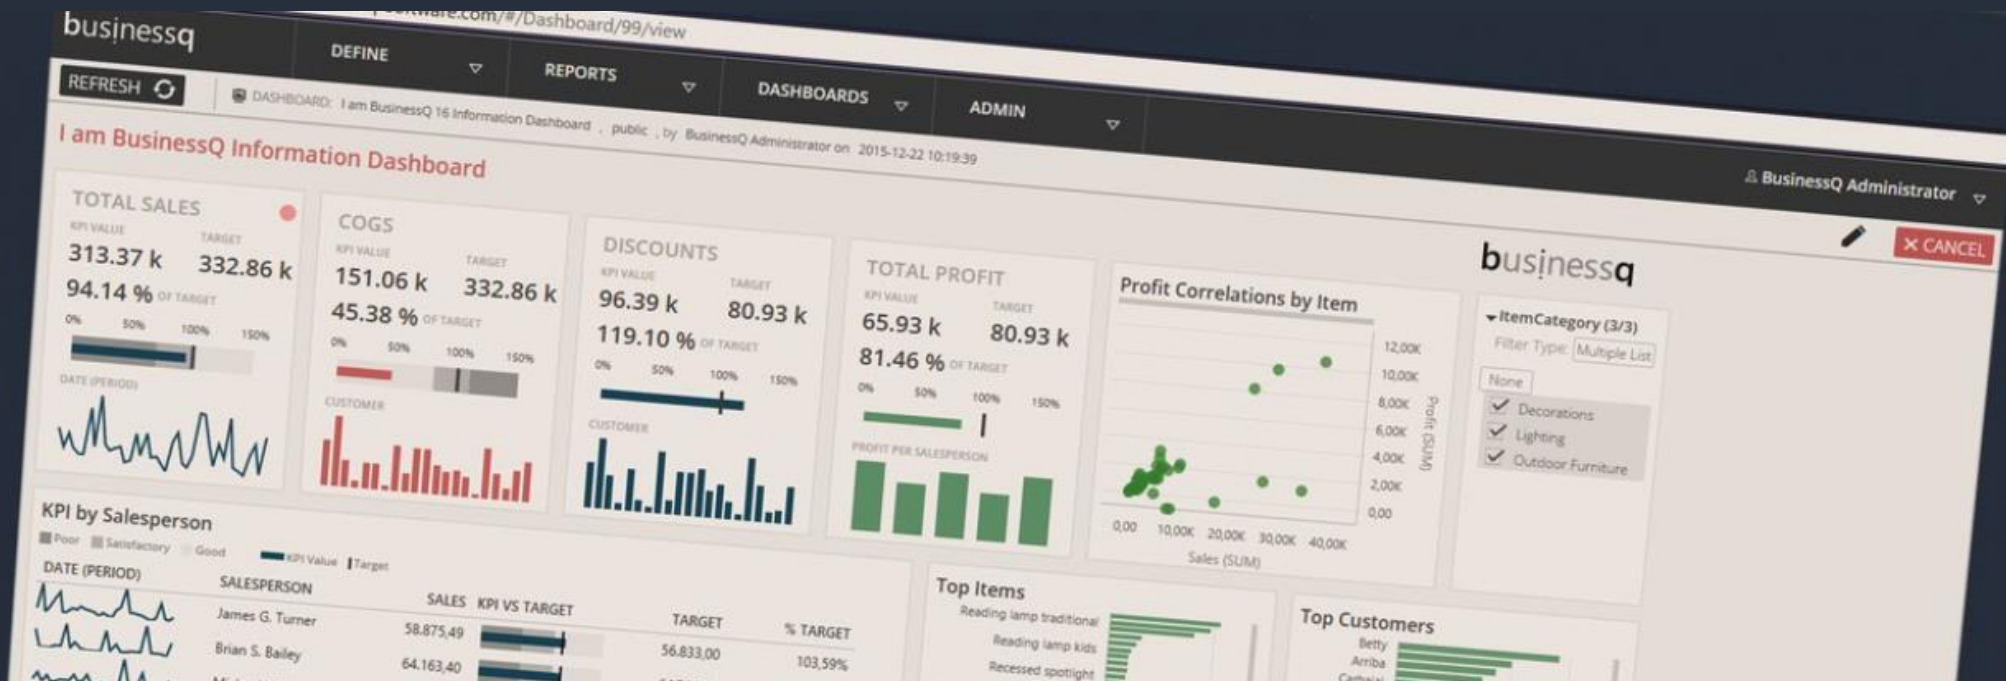 software.com/#/Dashboard/99/view
businessq
DEFINE
REPORTS
DASHBOARDS
ADMIN
BusinessQ Administrator
REFRESH
DASHBOARD: I am BusinessQ 16 Information Dashboard , public , by BusinessQ Administrator on 2015-12-22 10:19:39
CANCEL
I am BusinessQ Information Dashboard
businessq
TOTAL SALES
KPI VALUE TARGET
313.37 k 332.86 k
94.14 % OF TARGET
0% 50% 100% 150%
DATE (PERIOD)
COGS
KPI VALUE TARGET
151.06 k 332.86 k
45.38 % OF TARGET
0% 50% 100% 150%
CUSTOMER
DISCOUNTS
KPI VALUE TARGET
96.39 k 80.93 k
119.10 % OF TARGET
0% 50% 100% 150%
CUSTOMER
TOTAL PROFIT
KPI VALUE TARGET
65.93 k 80.93 k
81.46 % OF TARGET
0% 50% 100% 150%
PROFIT PER SALESPERSON
Profit Correlations by Item
12,00K
10,00K
8,00K
6,00K
4,00K
2,00K
0,00
Profit (SUM)
0,00 10,00K 20,00K 30,00K 40,00K
Sales (SUM)
ItemCategory (3/3)
Filter Type: Multiple List
None
Decorations
Lighting
Outdoor Furniture
KPI by Salesperson
Poor Satisfactory Good KPI Value Target
DATE (PERIOD) SALESPERSON SALES KPI VS TARGET TARGET % TARGET
James G. Turner 58.875,49 56.833,00 103,59%
Brian S. Bailey 64.163,40
Top Items
Reading lamp traditional
Reading lamp kids
Recessed spotlight
Top Customers
Betty
Arriba